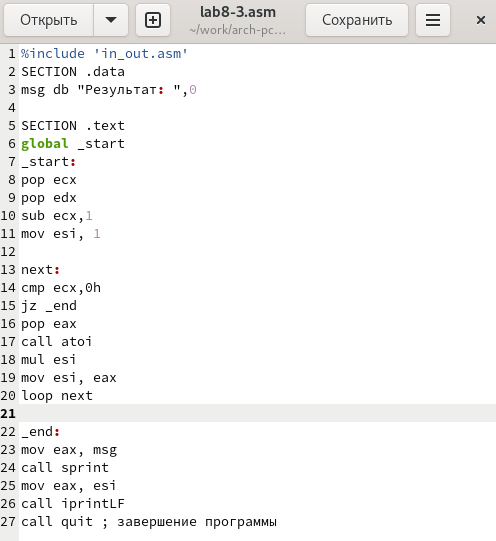 Открыть lab8-3.asm Сохранить
~/work/arch-pc...
1 %include 'in_out.asm'
2 SECTION .data
3 msg db "Результат: ",0
4
5 SECTION .text
6 global _start
7 _start:
8 pop ecx
9 pop edx
10 sub ecx,1
11 mov esi, 1
12
13 next:
14 cmp ecx,0h
15 jz _end
16 pop eax
17 call atoi
18 mul esi
19 mov esi, eax
20 loop next
21
22 _end:
23 mov eax, msg
24 call sprint
25 mov eax, esi
26 call iprintLF
27 call quit ; завершение программы